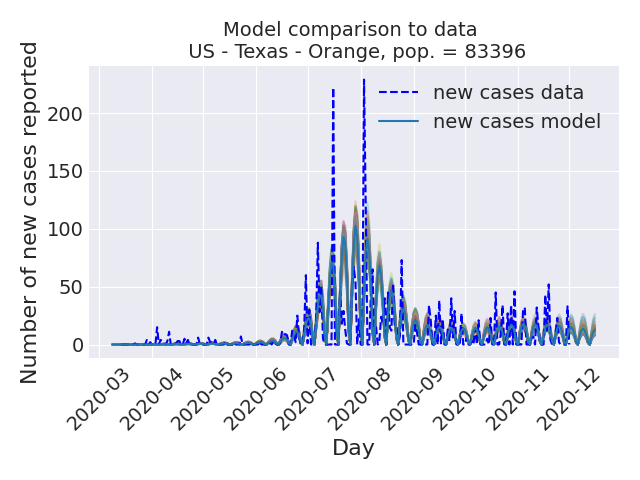 Model comparison to data
US - Texas - Orange, pop. = 83396
Number of new cases reported
200
150
100
50
0
new cases data
new cases model
2020-03
2020-04
2020-05
2020-06
2020-07
2020-08
2020-09
2020-10
2020-11
2020-12
Day